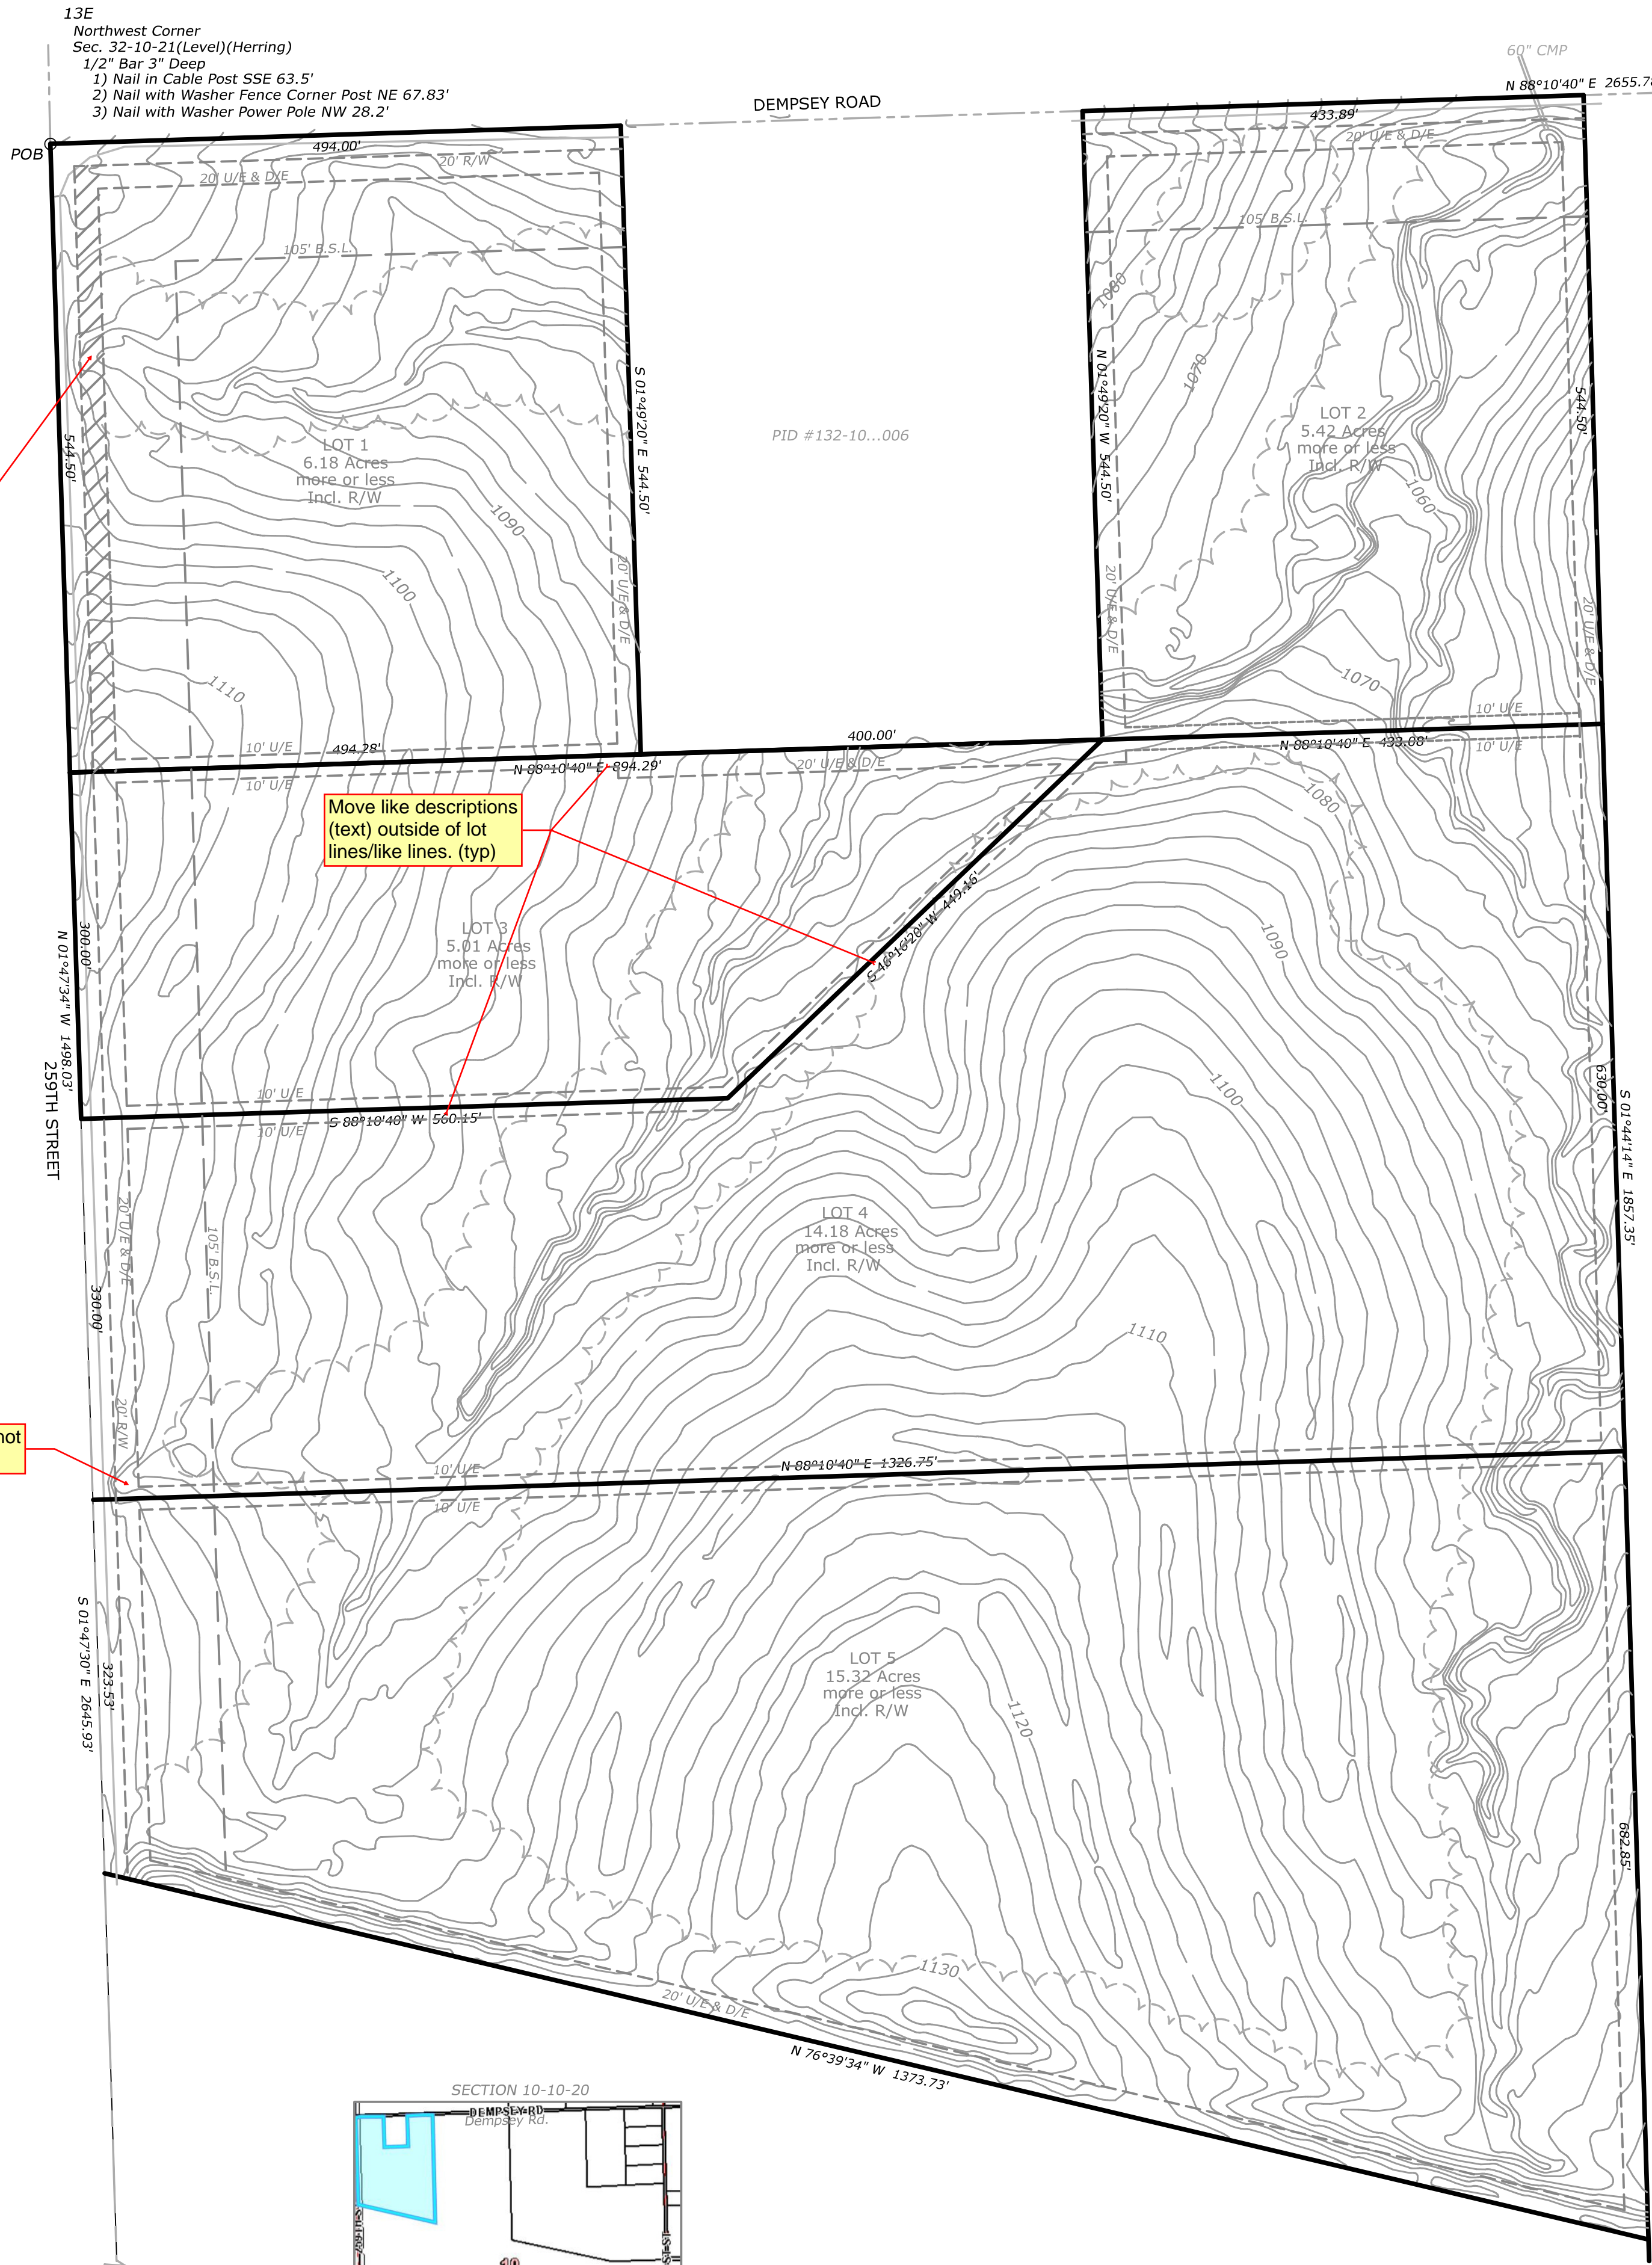 13E
Northwest Corner
Sec. 32-10-21(Level)(Herring)
1/2" Bar 3" Deep
1) Nail in Cable Post SSE 63.5'
2) Nail with Washer Fence Corner Post NE 67.83'
3) Nail with Washer Power Pole NW 28.2'
60" CMP
N 88°10'40" E 2655.78
DEMPSEY ROAD
POB
494.00'
433.89'
20' R/W
20' U/E & D/E
20' U/E & D/E
105' B.S.L.
105' B.S.L.
1080
1070
544.50'
S 01°49'20" E 544.50'
N 01°49'20" W 544.50'
544.50'
PID #132-10...006
LOT 1
6.18 Acres
more or less
Incl. R/W
LOT 2
5.42 Acres
more or less
Incl. R/W
1090
1060
1100
20' U/E & D/E
20' U/E & D/E
20' U/E & D/E
1110
1070
10' U/E
494.28'
400.00'
10' U/E
N 88°10'40" E 433.68'
10' U/E
10' U/E
N 88°10'40" E 894.29'
20' U/E & D/E
1080
Move like descriptions
(text) outside of lot
lines/like lines. (typ)
S 46°16'20" W 449.16'
300.00'
LOT 3
5.01 Acres
more or less
Incl. R/W
1090
N 01°47'34" W 1498.03'
259TH STREET
10' U/E
S 88°10'40" W 560.15'
10' U/E
1100
630.00'
S 01°44'14" E 1857.35'
20' U/E & D/E
105' B.S.L.
LOT 4
14.18 Acres
more or less
Incl. R/W
330.00'
1110
20' R/W
not
10' U/E
N 88°10'40" E 1326.75'
10' U/E
S 01°47'30" E 2645.93'
323.53'
LOT 5
15.32 Acres
more or less
Incl. R/W
1120
682.85'
1130
20' U/E & D/E
N 76°39'34" W 1373.73'
SECTION 10-10-20
DEMPSEY RD
Dempsey Rd.
10